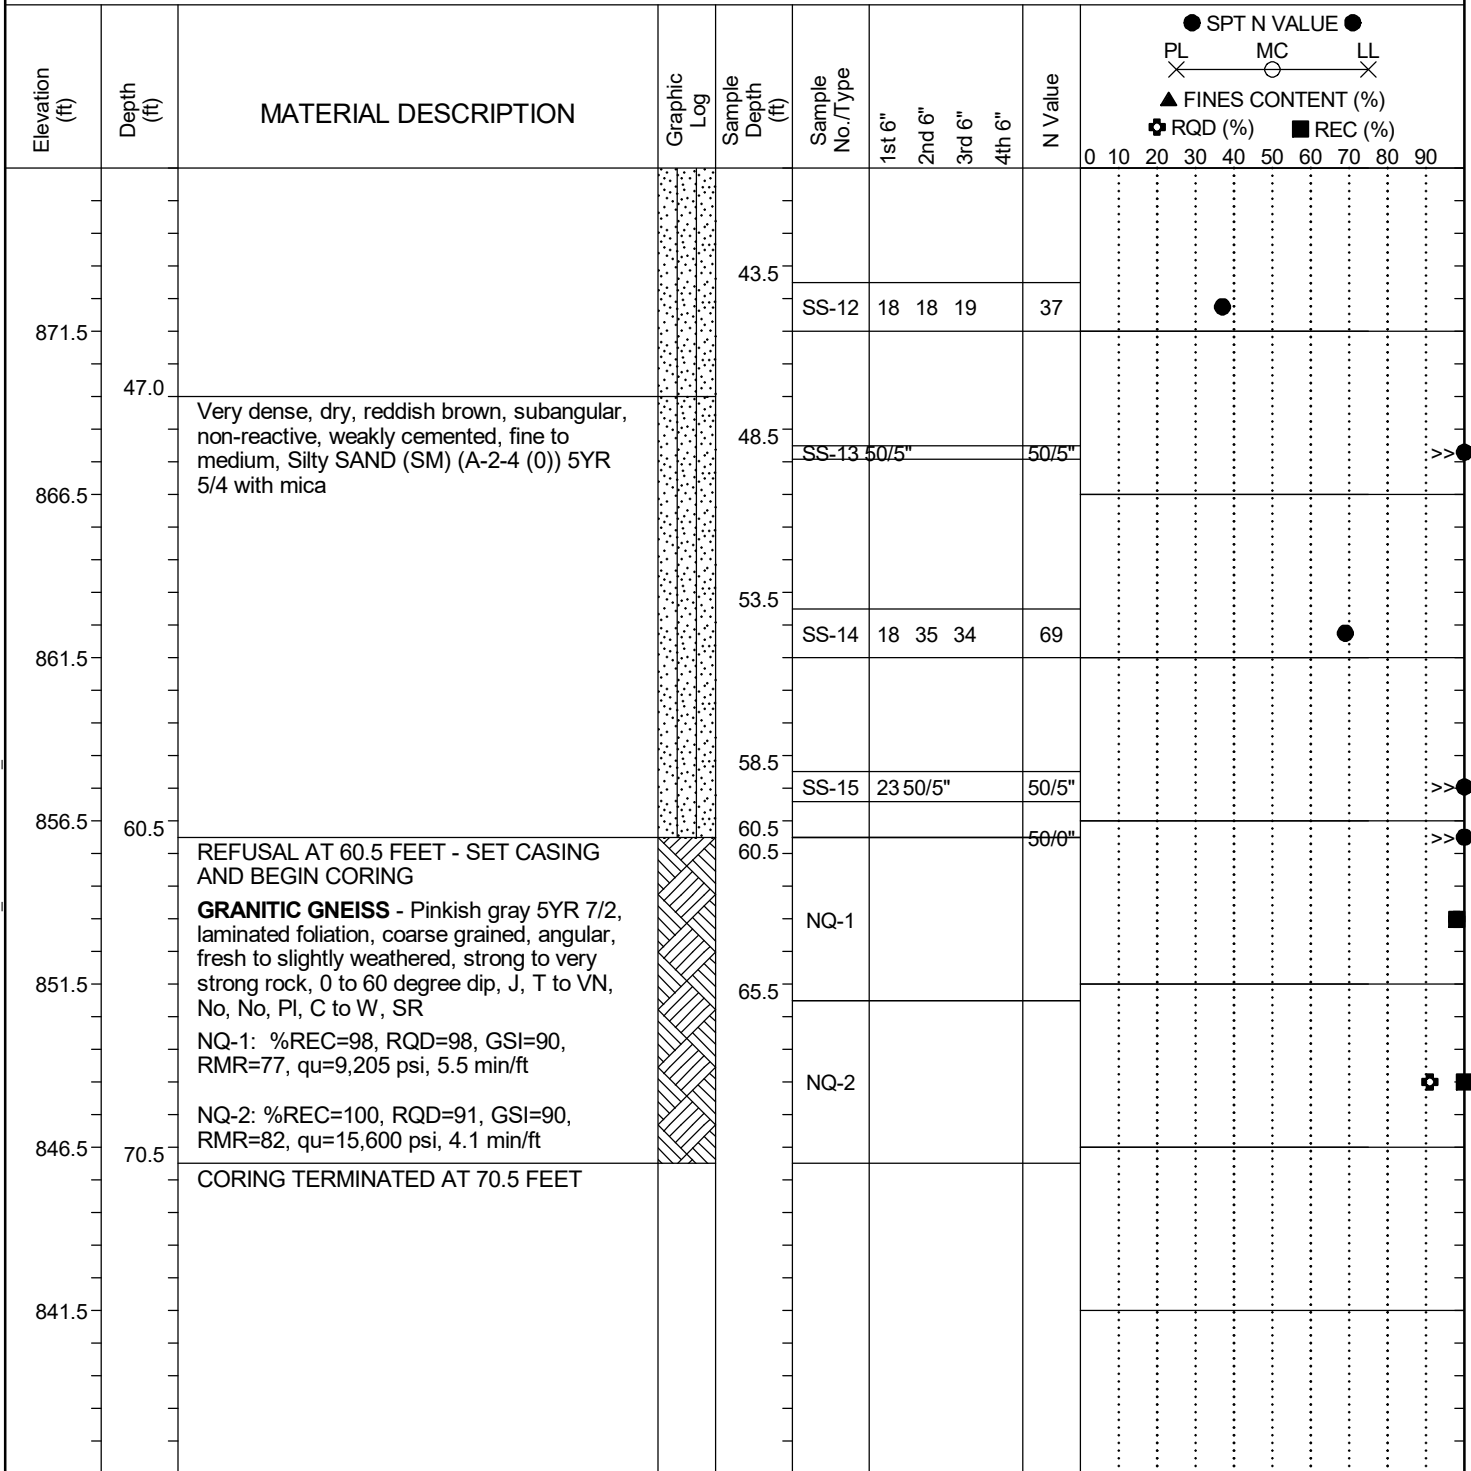 ● SPT N VALUE ●
PL MC LL
▲ FINES CONTENT (%)
RQD (%) ■ REC (%)
Elevation
(ft)
Depth
(ft)
MATERIAL DESCRIPTION
Graphic
Log
Sample
Depth
(ft)
Sample
No./Type
1st 6"
2nd 6"
3rd 6"
4th 6"
N Value
0 10 20 30 40 50 60 70 80 90
43.5
SS-12 18 18 19 37
871.5
47.0
Very dense, dry, reddish brown, subangular,
non-reactive, weakly cemented, fine to
medium, Silty SAND (SM) (A-2-4 (0)) 5YR
5/4 with mica
48.5
SS-13 50/5" 50/5" >>
866.5
53.5
SS-14 18 35 34 69
861.5
58.5
SS-15 23 50/5" 50/5" >>
856.5
60.5
60.5
50/0" >>
60.5
REFUSAL AT 60.5 FEET - SET CASING
AND BEGIN CORING
GRANITIC GNEISS - Pinkish gray 5YR 7/2,
laminated foliation, coarse grained, angular,
fresh to slightly weathered, strong to very
strong rock, 0 to 60 degree dip, J, T to VN,
No, No, Pl, C to W, SR
NQ-1
851.5
65.5
NQ-1: %REC=98, RQD=98, GSI=90,
RMR=77, qu=9,205 psi, 5.5 min/ft
NQ-2
NQ-2: %REC=100, RQD=91, GSI=90,
RMR=82, qu=15,600 psi, 4.1 min/ft
846.5
70.5
CORING TERMINATED AT 70.5 FEET
841.5